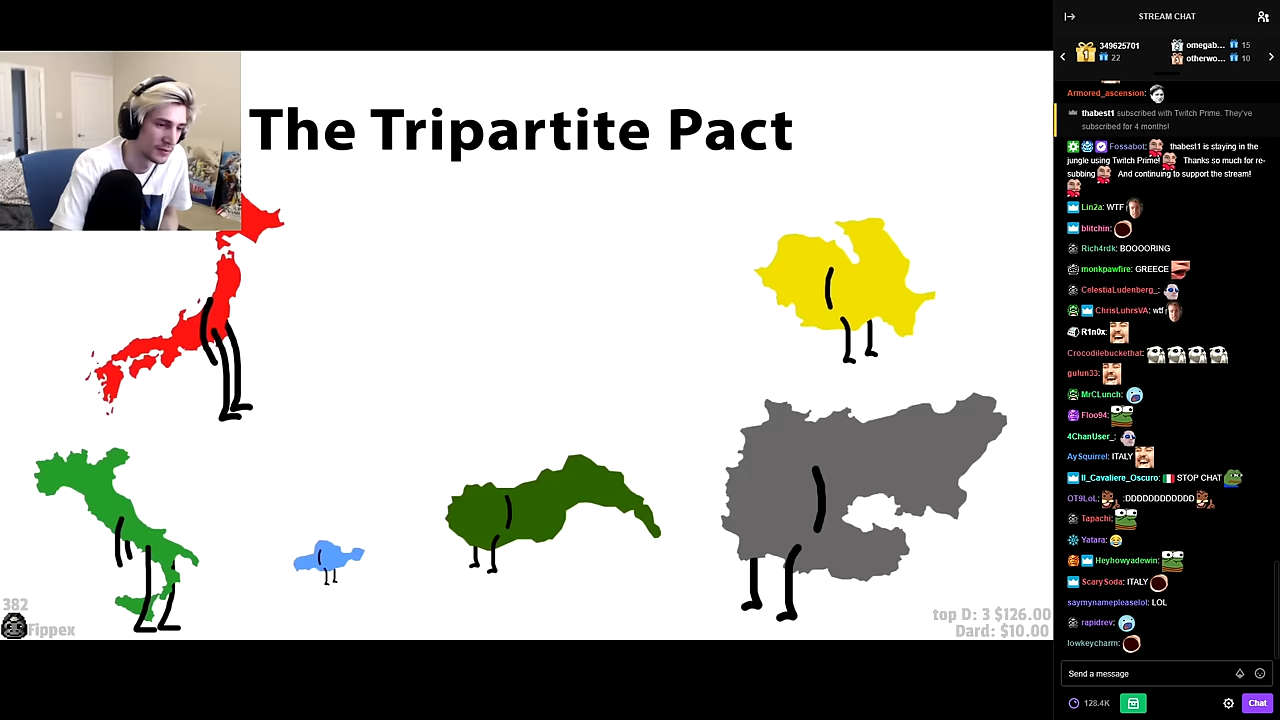 The Tripartite Pact
382
Fippex
top D: 3 $126.00
Dard: $10.00
STREAM CHAT
349625701
22
omegab... 15
otherwo... 10
Armored_ascension:
thabest1 subscribed with Twitch Prime. They've
subscribed for 4 months!
Fossabot: thabest1 is staying in the
jungle using Twitch Prime! Thanks so much for re-
subbing And continuing to support the stream!
Lin2a: WTF
blitchin:
Rich4rdk: BOOOORING
monkpawfire: GREECE
CelestiaLudenberg_:
ChrisLuhrsVA: wtf
R1n0x:
Crocodilebuckethat:
gulun33:
MrCLunch:
Floo94:
4ChanUser_:
AySquirrel: ITALY
Il_Cavaliere_Oscuro: STOP CHAT
OT9LoL: :DDDDDDDDDDDD
Tapachi:
Yatara:
Heyhowyadewin:
ScarySoda: ITALY
saymynamepleaselol: LOL
rapidrev:
lowkeycharm:
Send a message
128.4K
Chat